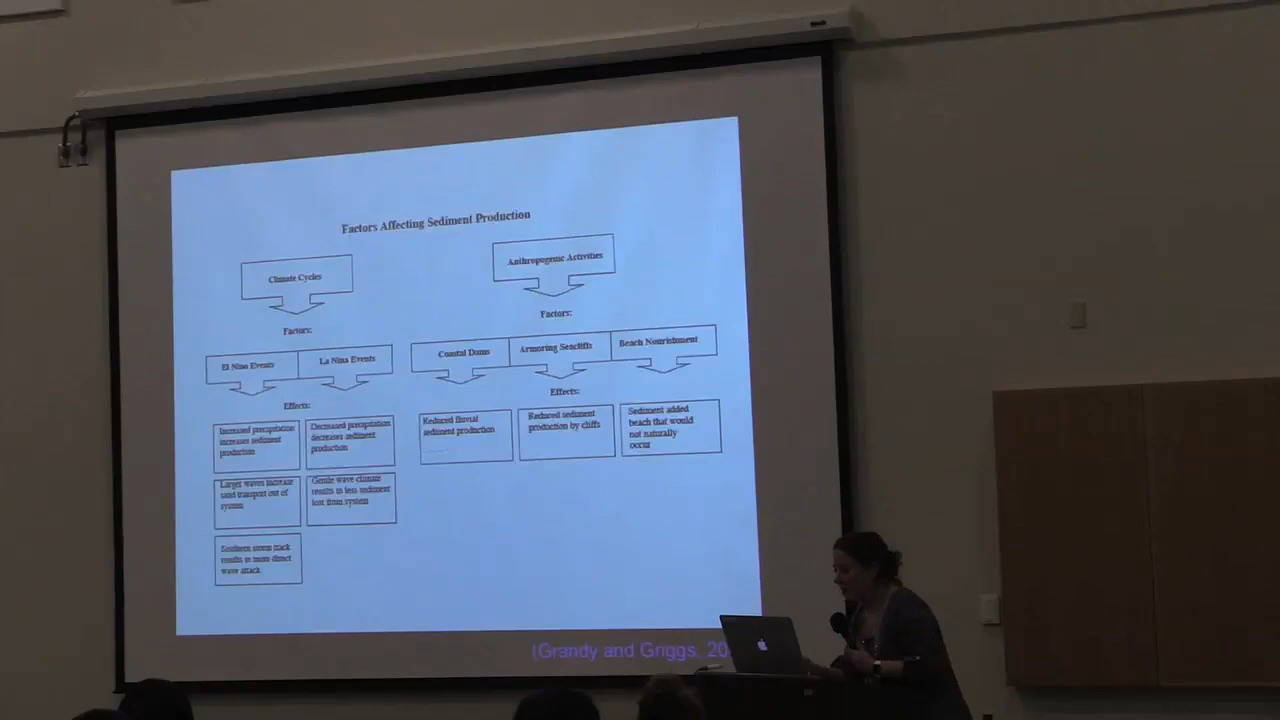 Factors Affecting Sediment Production
Climate Cycles
Anthropogenic Activities
Factors:
Factors:
El Nino Events
La Nina Events
Coastal Dams
Armoring Seacliffs
Beach Nourishment
Effects:
Effects:
Increased precipitation
increases sediment
production
Decreased precipitation
decreases sediment
production
Reduced fluvial
sediment production
Reduced sediment
production by cliffs
Sediment added
beach that would
not naturally
occur
Larger waves increase
sand transport out of
system
Gentle wave climate
results in less sediment
lost from system
Southern storm track
results in more direct
wave attack
(Grandy and Griggs, 20